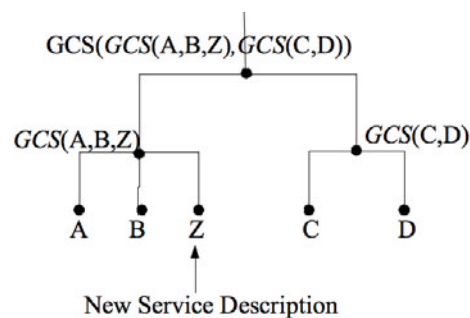 GCS(GCS(A,B,Z),GCS(C,D))
GCS(A,B,Z)
GCS(C,D)
A B Z C D
New Service Description